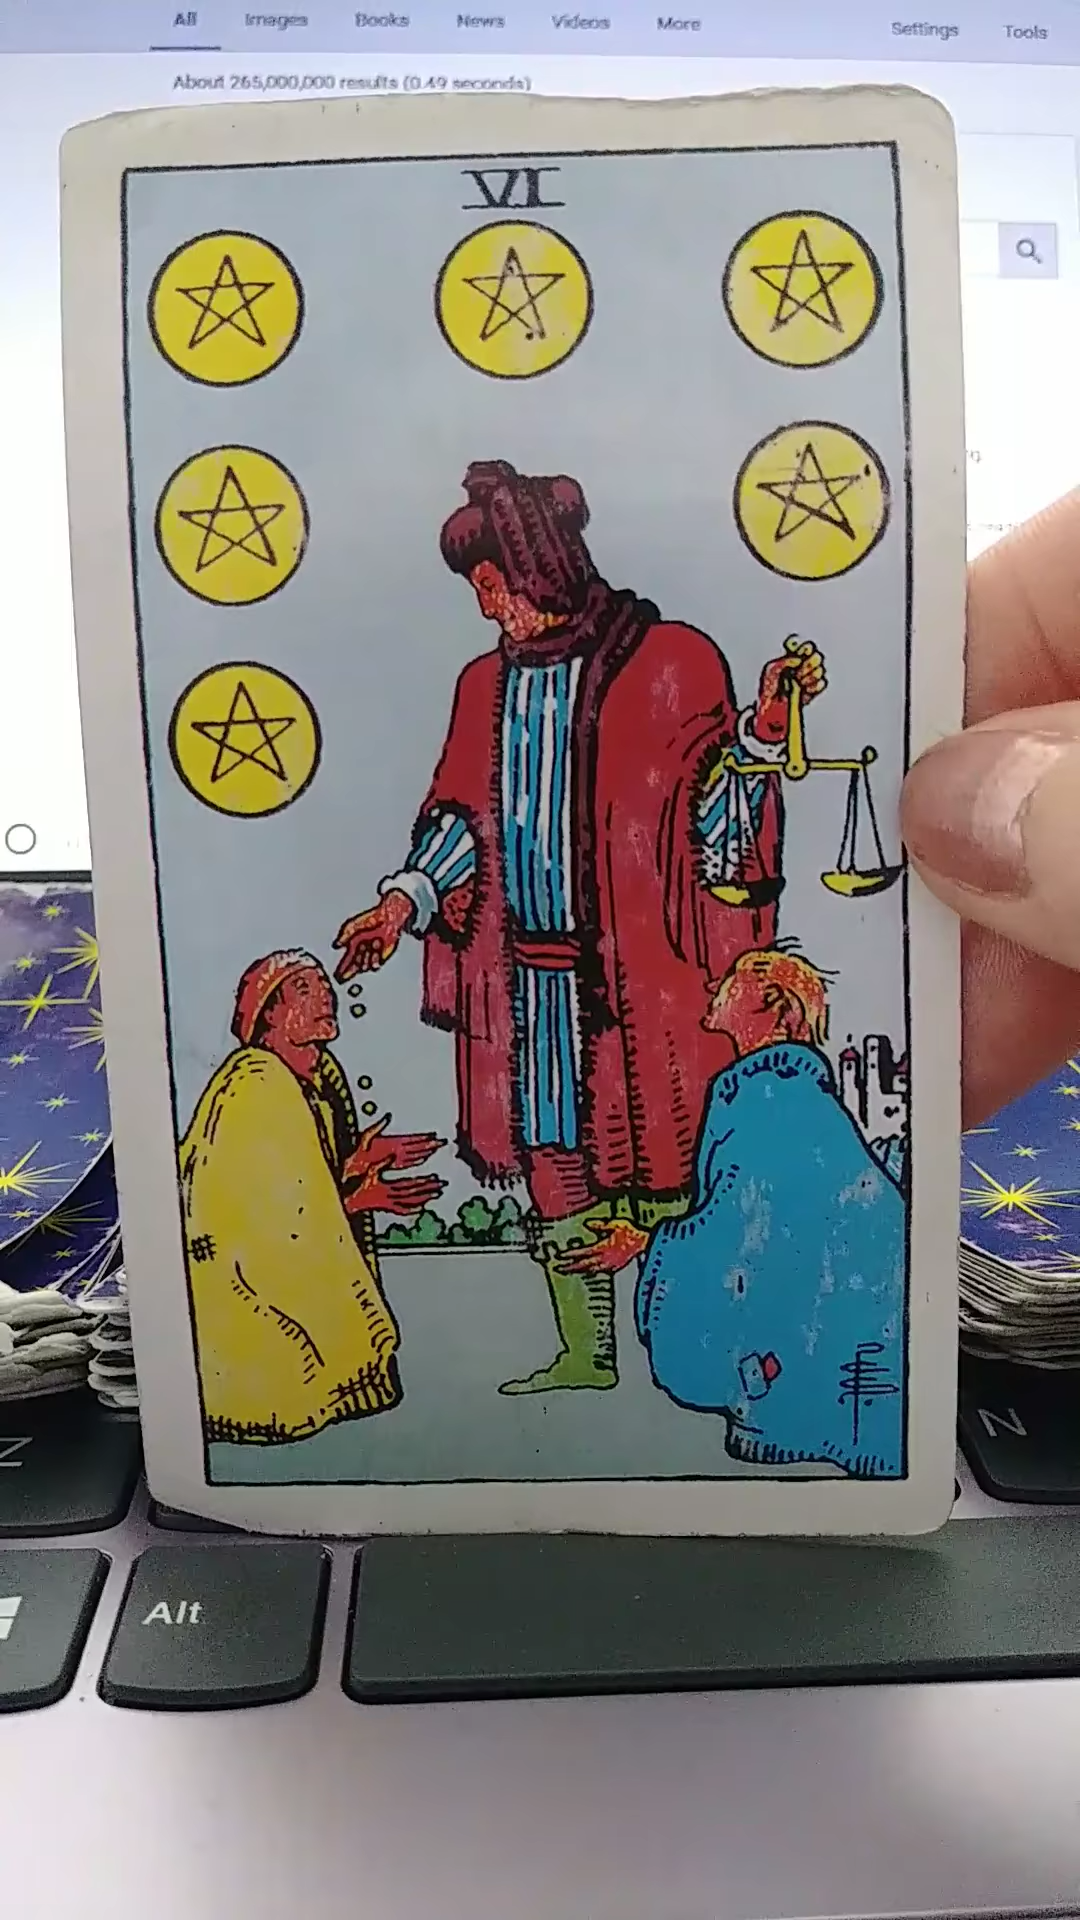 All Images Books News Videos More Settings Tools
About 265,000,000 results (0.49 seconds)
VI
Z
N
Alt